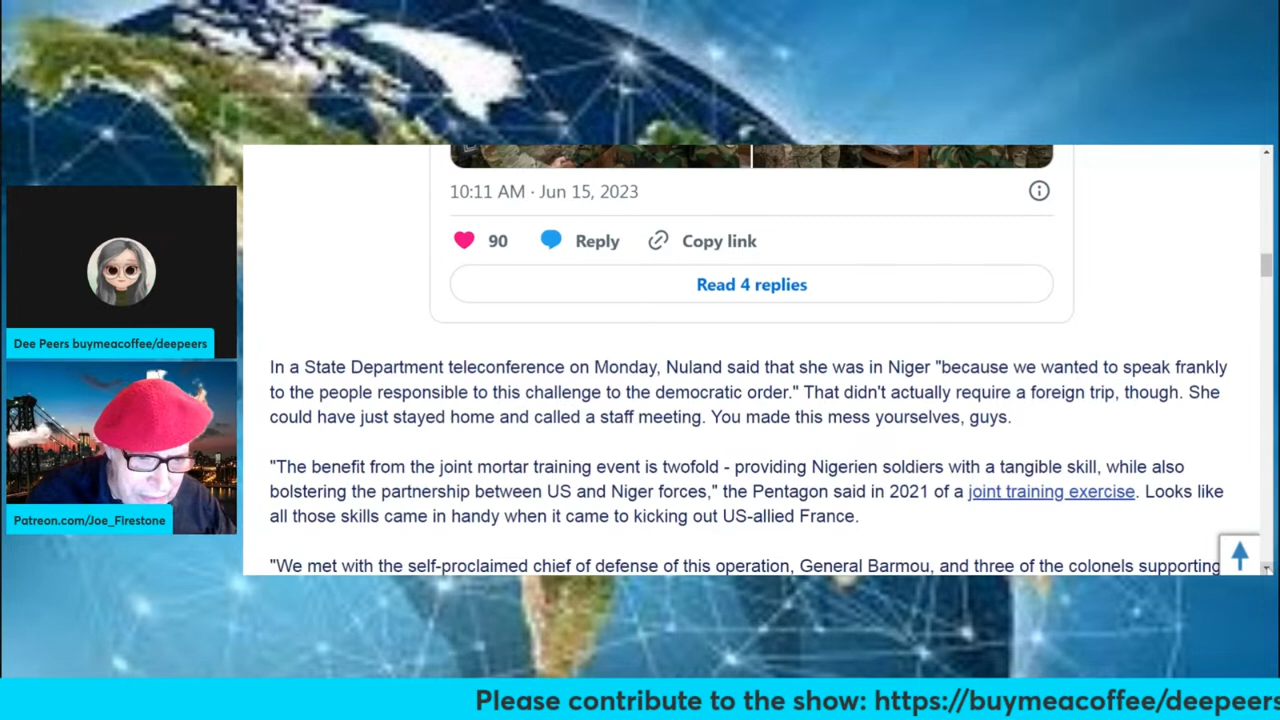 10:11 AM · Jun 15, 2023
90 Reply Copy link
Read 4 replies
In a State Department teleconference on Monday, Nuland said that she was in Niger "because we wanted to speak frankly
to the people responsible to this challenge to the democratic order." That didn't actually require a foreign trip, though. She
could have just stayed home and called a staff meeting. You made this mess yourselves, guys.
"The benefit from the joint mortar training event is twofold - providing Nigerien soldiers with a tangible skill, while also
bolstering the partnership between US and Niger forces," the Pentagon said in 2021 of a joint training exercise. Looks like
all those skills came in handy when it came to kicking out US-allied France.
"We met with the self-proclaimed chief of defense of this operation, General Barmou, and three of the colonels supporting
Dee Peers buymeacoffee/deepeers
Patreon.com/Joe_Firestone
Please contribute to the show: https://buymeacoffee/deepeers